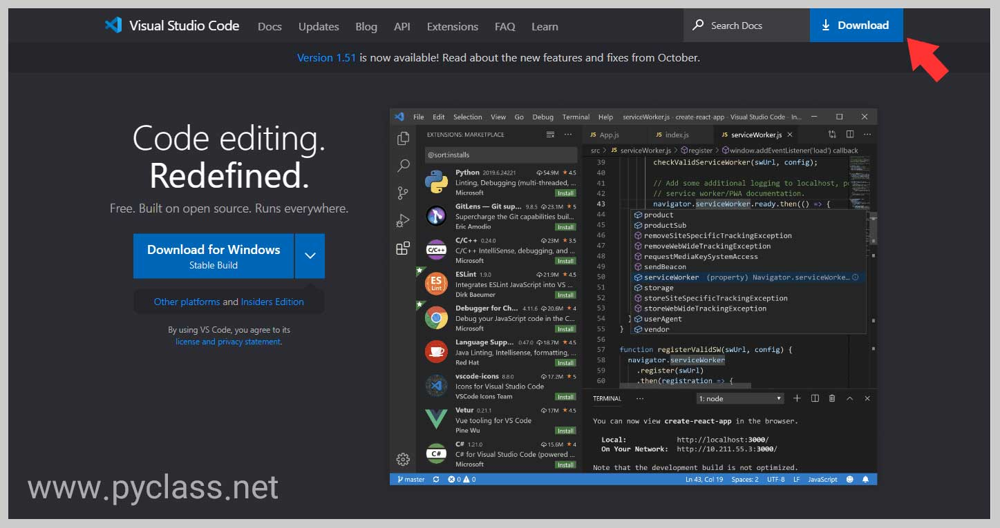 Visual Studio Code Docs Updates Blog API Extensions FAQ Learn Search Docs Download
Version 1.51 is now available! Read about the new features and fixes from October.
Code editing.
Redefined.
Free. Built on open source. Runs everywhere.
Download for Windows
Stable Build
Other platforms and Insiders Edition
By using VS Code, you agree to its
license and privacy statement.
File Edit Selection View Go Debug Terminal Help serviceWorker.js - create-react-app - Visual Studio Code - In...
EXTENSIONS: MARKETPLACE
@sort:installs
Python 2019.6.24221 54.9M ★ 4.5
Linting, Debugging (multi-threaded, ...
Microsoft Install
GitLens — Git sup... 9.8.5 23.1M ★ 5
Supercharge the Git capabilities buil...
Eric Amodio Install
C/C++
C/C++ 0.24.0 23M ★ 3.5
C/C++ IntelliSense, debugging, and ...
Microsoft Install
ES
Lint
ESLint 1.9.0 21.9M ★ 4.5
Integrates ESLint JavaScript into VS ...
Dirk Baeumer Install
Debugger for Ch... 4.11.6 20.6M ★ 4
Debug your JavaScript code in the C...
Microsoft Install
Language Supp... 0.47.0 18.7M ★ 4.5
Java Linting, Intellisense, formatting, ...
Red Hat Install
vscode-icons 8.8.0 17.2M ★ 5
Icons for Visual Studio Code
VSCode Icons Team Install
Vetur 0.21.1 17M ★ 4.5
Vue tooling for VS Code
Pine Wu Install
C#
C# 1.21.0 15.6M ★ 4
C# for Visual Studio Code (powered ...
Microsoft Install
JS App.js JS index.js JS serviceWorker.js
src > JS serviceWorker.js > register > window.addEventListener('load') callback
39 checkValidServiceWorker(swUrl, config);
40
41 // Add some additional logging to localhost, p
42 // service worker/PWA documentation.
43 navigator.serviceWorker.ready.then(() => {
44 product
45 productSub
46 removeSiteSpecificTrackingException
47 removeWebWideTrackingException
48 requestMediaKeySystemAccess
49 sendBeacon
50 serviceWorker (property) Navigator.serviceWorke...
51 storage
52 storeSiteSpecificTrackingException
53 storeWebWideTrackingException
54 userAgent
55 } vendor
56
57 function registerValidSW(swUrl, config) {
58 navigator.serviceWorker
59 .register(swUrl)
60 .then(registration => {
TERMINAL ... 1: node
You can now view create-react-app in the browser.
Local: http://localhost:3000/
On Your Network: http://10.211.55.3:3000/
Note that the development build is not optimized.
master 0 0 Ln 43, Col 19 Spaces: 2 UTF-8 LF JavaScript
www.pyclass.net